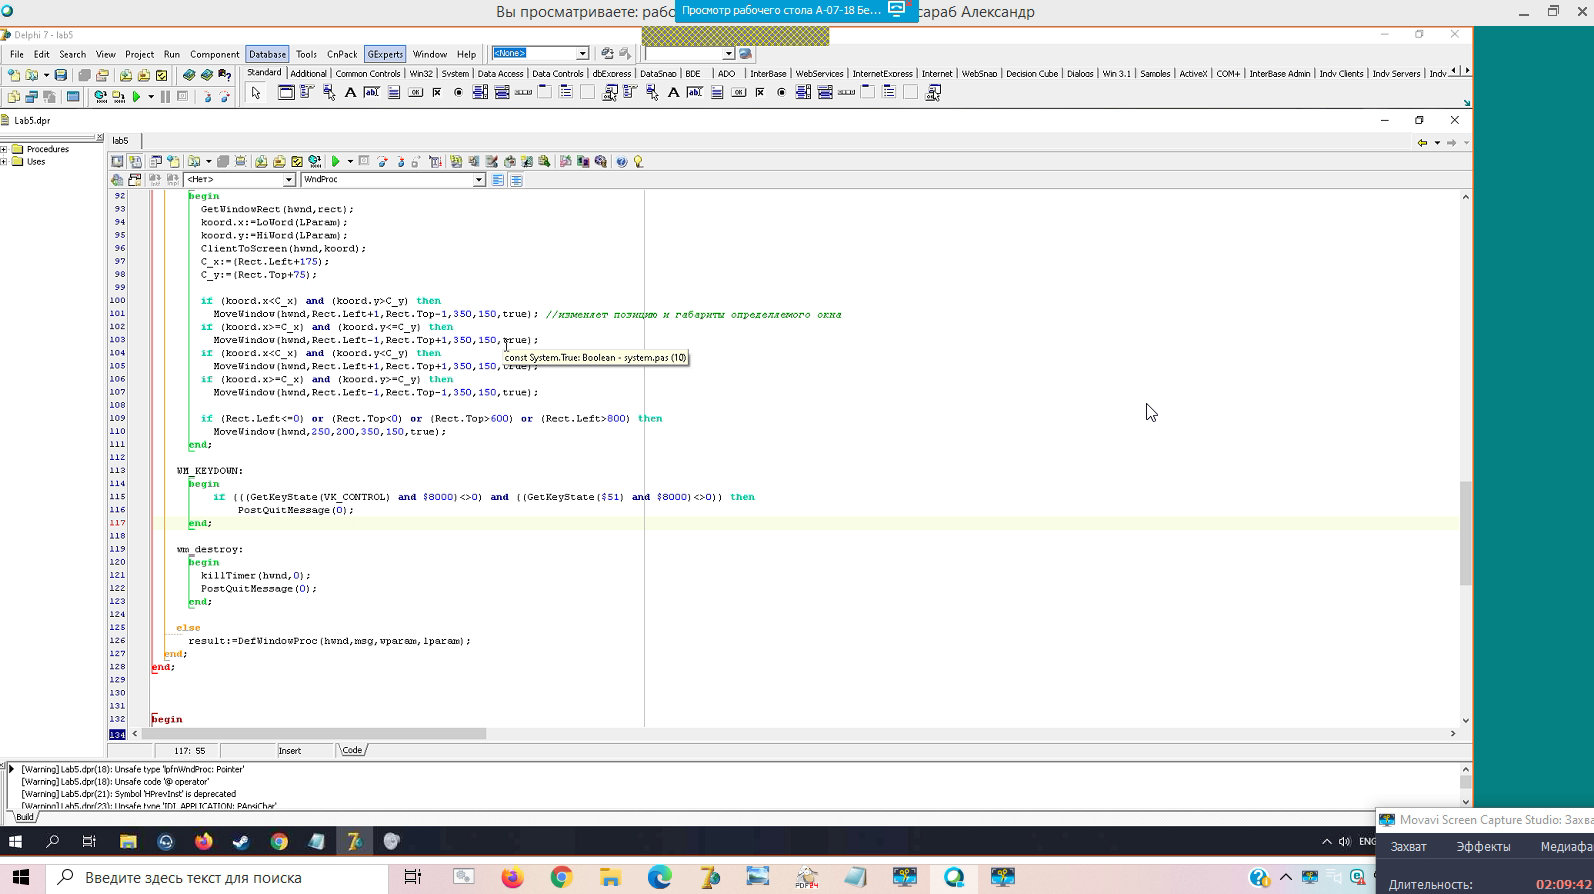 Вы просматриваете: рабо
Просмотр рабочего стола A-07-18 Бе...
сараб Александр
Delphi 7 - lab5
File Edit Search View Project Run Component Database Tools CnPack GExperts Window Help <None>
Standard Additional Common Controls Win32 System Data Access Data Controls dbExpress DataSnap BDE ADO InterBase WebServices InternetExpress Internet WebSnap Decision Cube Dialogs Win 3.1 Samples ActiveX COM+ InterBase Admin Indy Clients Indy Servers Indy
Lab5.dpr
lab5
Procedures
Uses
<Нет> WndProc
92 begin
93 GetWindowRect(hwnd,rect);
94 koord.x:=LoWord(LParam);
95 koord.y:=HiWord(LParam);
96 ClientToScreen(hwnd,koord);
97 C_x:=(Rect.Left+175);
98 C_y:=(Rect.Top+75);
99
100 if (koord.x<C_x) and (koord.y>C_y) then
101 MoveWindow(hwnd,Rect.Left+1,Rect.Top-1,350,150,true); //изменяет позицию и габариты определяемого окна
102 if (koord.x>=C_x) and (koord.y<=C_y) then
103 MoveWindow(hwnd,Rect.Left-1,Rect.Top+1,350,150,true);
104 if (koord.x<C_x) and (koord.y<C_y) then
const System.True: Boolean - system.pas (10)
105 MoveWindow(hwnd,Rect.Left+1,Rect.Top+1,350,150,true);
106 if (koord.x>=C_x) and (koord.y>=C_y) then
107 MoveWindow(hwnd,Rect.Left-1,Rect.Top-1,350,150,true);
108
109 if (Rect.Left<=0) or (Rect.Top<0) or (Rect.Top>600) or (Rect.Left>800) then
110 MoveWindow(hwnd,250,200,350,150,true);
111 end;
112
113 WM_KEYDOWN:
114 begin
115 if (((GetKeyState(VK_CONTROL) and $8000)<>0) and ((GetKeyState($51) and $8000)<>0)) then
116 PostQuitMessage(0);
117 end;
118
119 wm_destroy:
120 begin
121 killTimer(hwnd,0);
122 PostQuitMessage(0);
123 end;
124
125 else
126 result:=DefWindowProc(hwnd,msg,wparam,lparam);
127 end;
128 end;
129
130
131
132 begin
134
117: 55 Insert Code
[Warning] Lab5.dpr(18): Unsafe type 'lpfnWndProc: Pointer'
[Warning] Lab5.dpr(18): Unsafe code '@ operator'
[Warning] Lab5.dpr(21): Symbol 'HPrevInst' is deprecated
[Warning] Lab5.dpr(23): Unsafe type 'IDI_APPLICATION: PAnsiChar'
Build
Movavi Screen Capture Studio: Захва
ENG
Захват Эффекты Медиафа
Введите здесь текст для поиска
PDF24
Длительность: 02:09:42